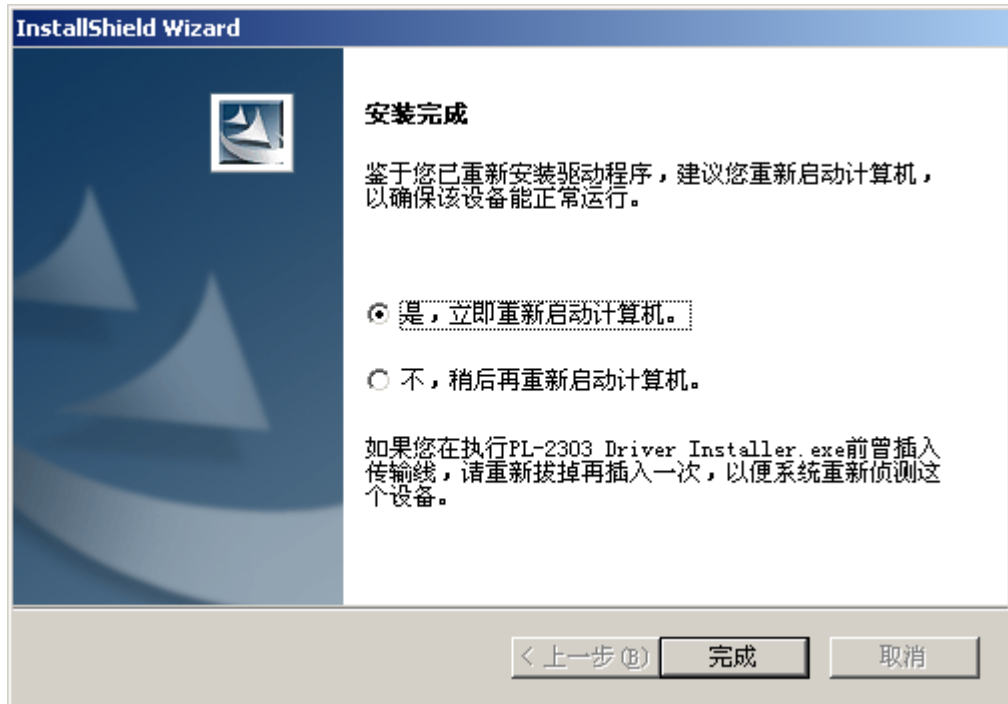 InstallShield Wizard
安装完成
鉴于您已重新安装驱动程序，建议您重新启动计算机，
以确保该设备能正常运行。
是，立即重新启动计算机。
不，稍后再重新启动计算机。
如果您在执行PL-2303 Driver Installer.exe前曾插入
传输线，请重新拔掉再插入一次，以便系统重新侦测这
个设备。
< 上一步(B) 完成 取消